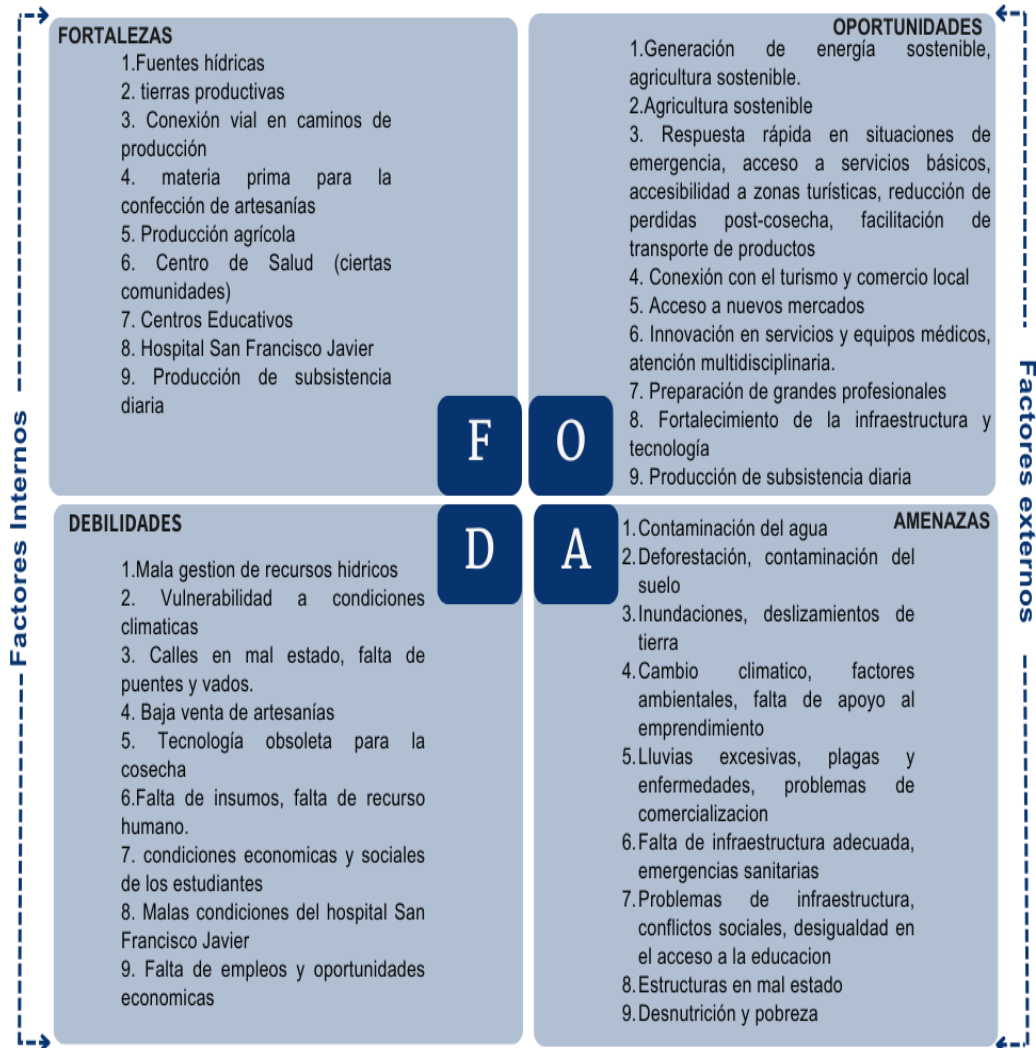 FORTALEZAS
1.Fuentes hídricas
2. tierras productivas
3. Conexión vial en caminos de
producción
4. materia prima para la
confección de artesanías
5. Producción agrícola
6. Centro de Salud (ciertas
comunidades)
7. Centros Educativos
8. Hospital San Francisco Javier
9. Producción de subsistencia
diaria
OPORTUNIDADES
1.Generación de energía sostenible,
agricultura sostenible.
2.Agricultura sostenible
3. Respuesta rápida en situaciones de
emergencia, acceso a servicios básicos,
accesibilidad a zonas turísticas, reducción de
perdidas post-cosecha, facilitación de
transporte de productos
4. Conexión con el turismo y comercio local
5. Acceso a nuevos mercados
6. Innovación en servicios y equipos médicos,
atención multidisciplinaria.
7. Preparación de grandes profesionales
8. Fortalecimiento de la infraestructura y
tecnología
9. Producción de subsistencia diaria
F
O
Factores Internos
Factores externos
DEBILIDADES
1.Mala gestion de recursos hidricos
2. Vulnerabilidad a condiciones
climaticas
3. Calles en mal estado, falta de
puentes y vados.
4. Baja venta de artesanías
5. Tecnología obsoleta para la
cosecha
6.Falta de insumos, falta de recurso
humano.
7. condiciones economicas y sociales
de los estudiantes
8. Malas condiciones del hospital San
Francisco Javier
9. Falta de empleos y oportunidades
economicas
D
A
AMENAZAS
1.Contaminación del agua
2.Deforestación, contaminación del
suelo
3.Inundaciones, deslizamientos de
tierra
4.Cambio climatico, factores
ambientales, falta de apoyo al
emprendimiento
5.Lluvias excesivas, plagas y
enfermedades, problemas de
comercializacion
6.Falta de infraestructura adecuada,
emergencias sanitarias
7.Problemas de infraestructura,
conflictos sociales, desigualdad en
el acceso a la educacion
8.Estructuras en mal estado
9.Desnutrición y pobreza